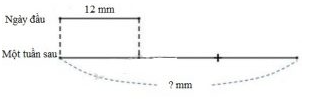 12 mm
Ngày đầu
Một tuần sau
? mm